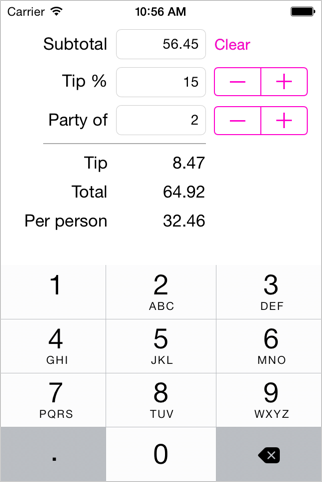 Carrier 10:56 AM
Subtotal 56.45 Clear
Tip % 15 − +
Party of 2 − +
Tip 8.47
Total 64.92
Per person 32.46
1 2 3
ABC DEF
4 5 6
GHI JKL MNO
7 8 9
PQRS TUV WXYZ
. 0